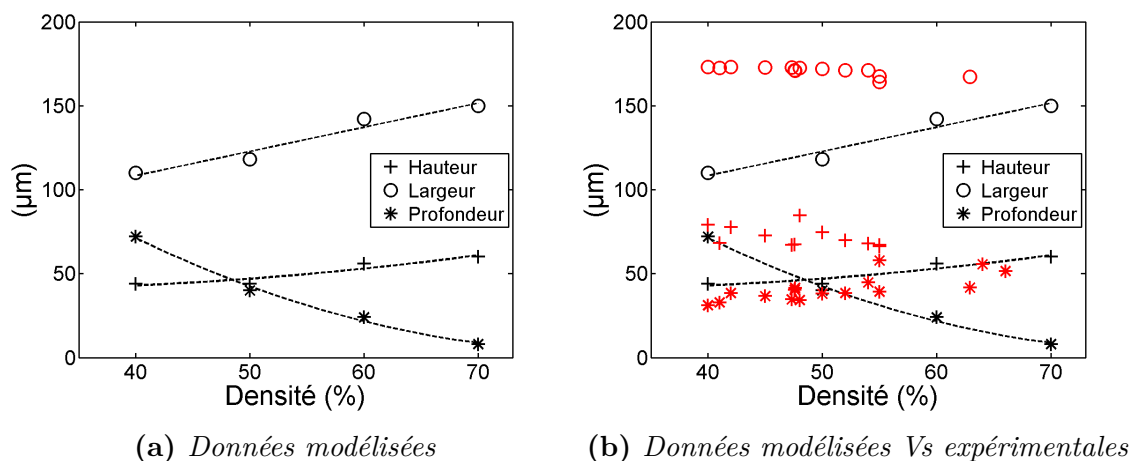 200
150
100
50
0
(µm)
40 50 60 70
Densité (%)
Hauteur
Largeur
Profondeur
(a) Données modélisées
200
150
100
50
0
(µm)
40 50 60 70
Densité (%)
Hauteur
Largeur
Profondeur
(b) Données modélisées Vs expérimentales